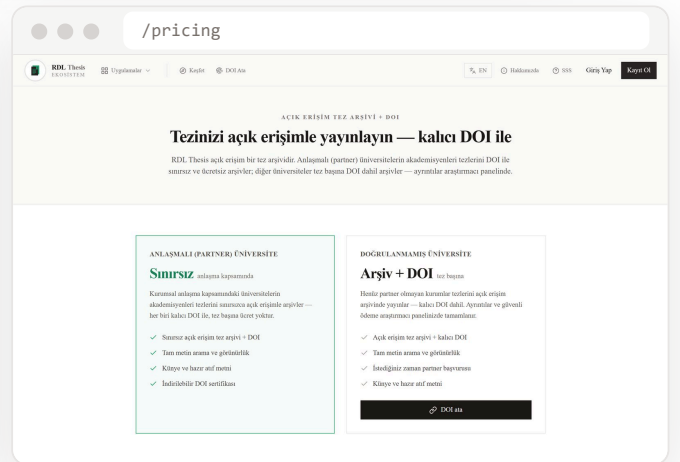 /pricing
RDL Thesis
EKOSİSTEM
Uygulamalar
Keşfet
DOI Ata
EN
Hakkımızda
SSS
Giriş Yap
Kayıt Ol
AÇIK ERİŞİM TEZ ARŞİVİ + DOI
Tezinizi açık erişimle yayınlayın — kalıcı DOI ile
RDL Thesis açık erişim bir tez arşividir. Anlaşmalı (partner) üniversitelerin akademisyenleri tezlerini DOI ile
sınırsız ve ücretsiz arşivler; diğer üniversiteler tez başına DOI dahil arşivler — ayrıntılar araştırmacı panelinde.
ANLAŞMALI (PARTNER) ÜNİVERSİTE
Sınırsız anlaşma kapsamında
Kurumsal anlaşma kapsamındaki üniversitelerin
akademisyenleri tezlerini sınırsızca açık erişimle arşivler —
her biri kalıcı DOI ile, tez başına ücret yoktur.
Sınırsız açık erişim tez arşivi + DOI
Tam metin arama ve görünürlük
Künye ve hazır atıf metni
İndirilebilir DOI sertifikası
DOĞRULANMAMIŞ ÜNİVERSİTE
Arşiv + DOI tez başına
Henüz partner olmayan kurumlar tezlerini açık erişim
arşivinde yayınlar — kalıcı DOI dahil. Ayrıntılar ve güvenli
ödeme araştırmacı panelinizde tamamlanır.
Açık erişim tez arşivi + kalıcı DOI
Tam metin arama ve görünürlük
İstediğiniz zaman partner başvurusu
Künye ve hazır atıf metni
DOI ata